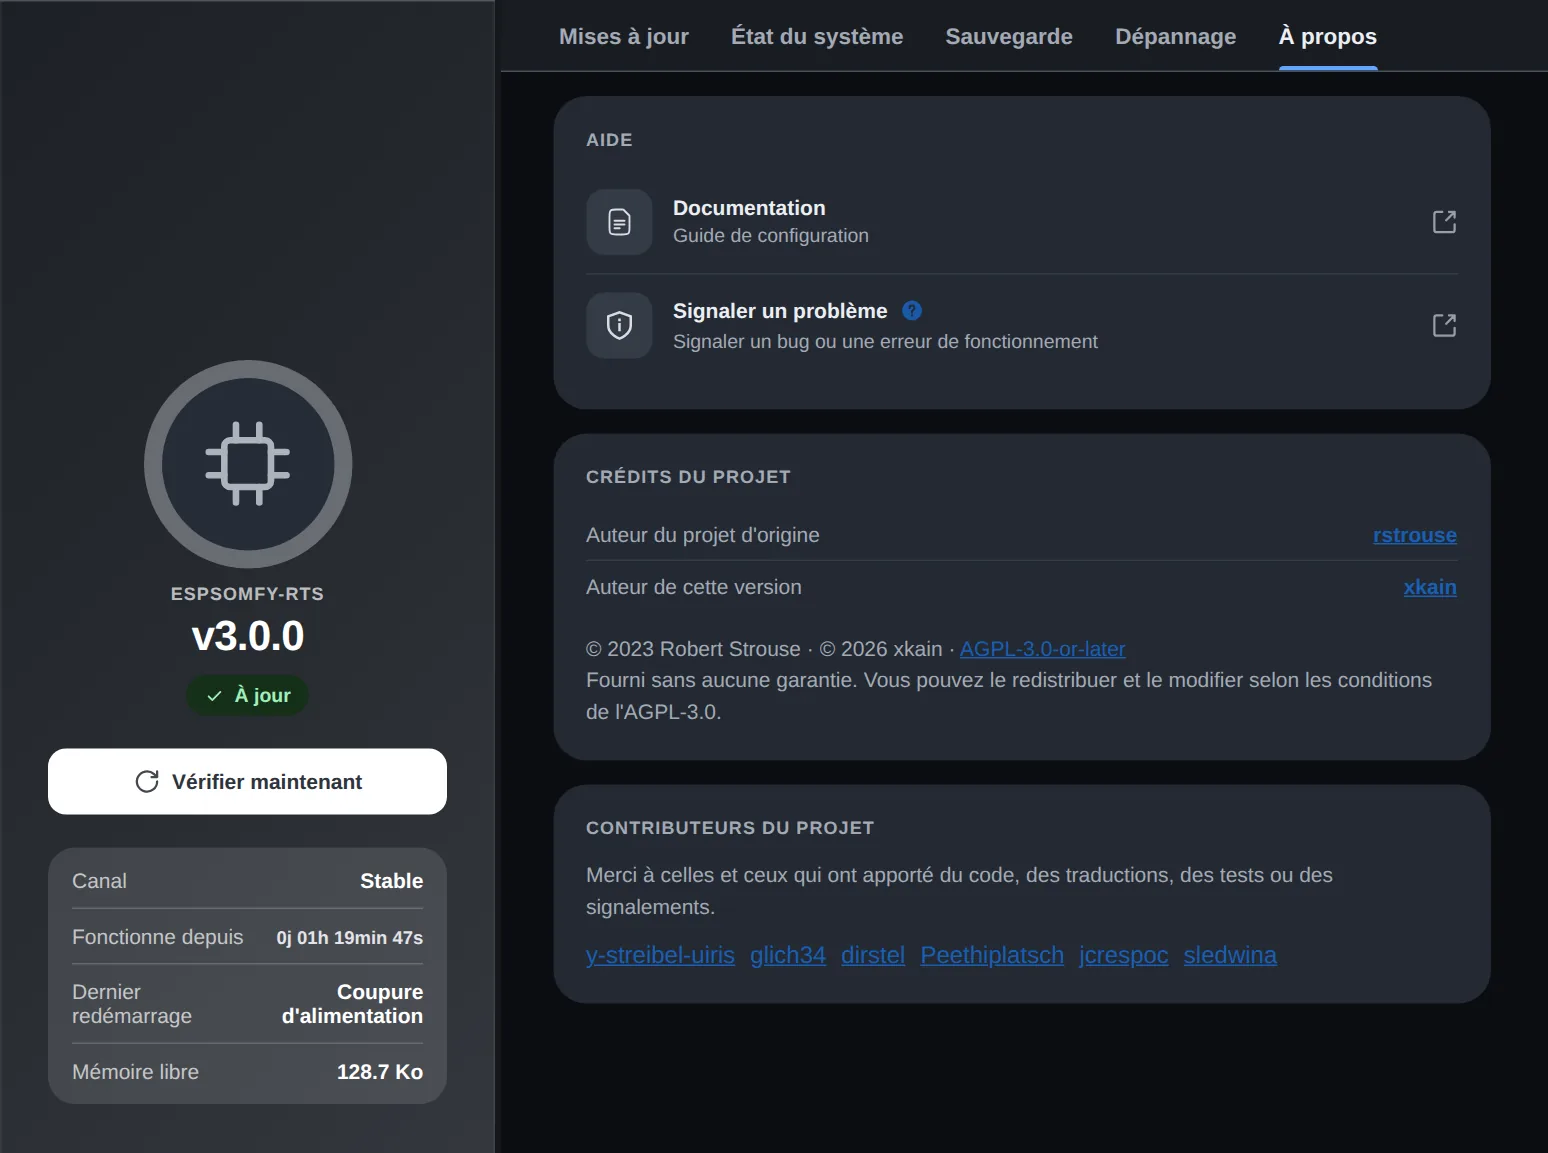 Mises à jour
État du système
Sauvegarde
Dépannage
À propos
ESPSOMFY-RTS
v3.0.0
À jour
Vérifier maintenant
Canal Stable
Fonctionne depuis 0j 01h 19min 47s
Dernier redémarrage Coupure d'alimentation
Mémoire libre 128.7 Ko
AIDE
Documentation
Guide de configuration
Signaler un problème ?
Signaler un bug ou une erreur de fonctionnement
CRÉDITS DU PROJET
Auteur du projet d'origine rstrouse
Auteur de cette version xkain
© 2023 Robert Strouse · © 2026 xkain · AGPL-3.0-or-later
Fourni sans aucune garantie. Vous pouvez le redistribuer et le modifier selon les conditions
de l'AGPL-3.0.
CONTRIBUTEURS DU PROJET
Merci à celles et ceux qui ont apporté du code, des traductions, des tests ou des
signalements.
y-streibel-uiris glich34 dirstel Peethiplatsch jcrespoc sledwina